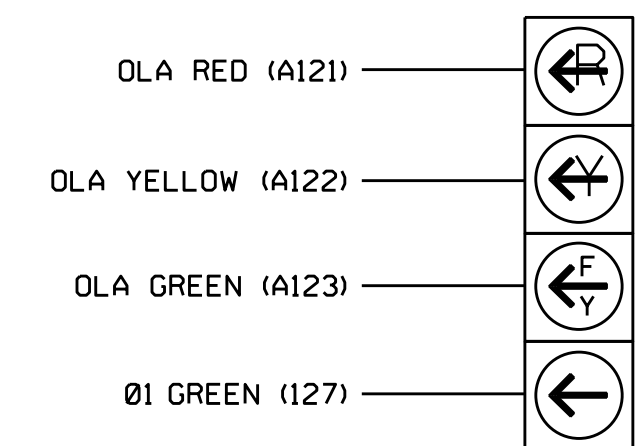 OLA RED (A121)
R
OLA YELLOW (A122)
Y
OLA GREEN (A123)
F
Y
Ø1 GREEN (127)